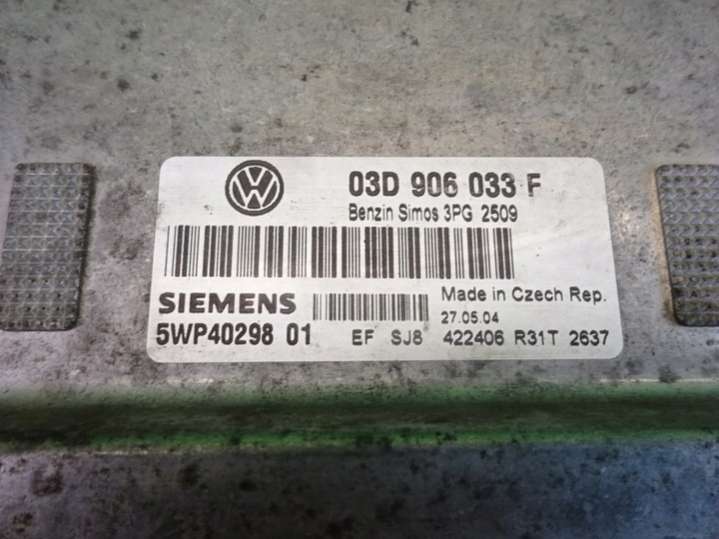 VW
03D 906 033 F
Benzin Simos 3PG 2509
SIEMENS
Made in Czech Rep.
27.05.04
5WP40298 01 EF SJ8 422406 R31T 2637